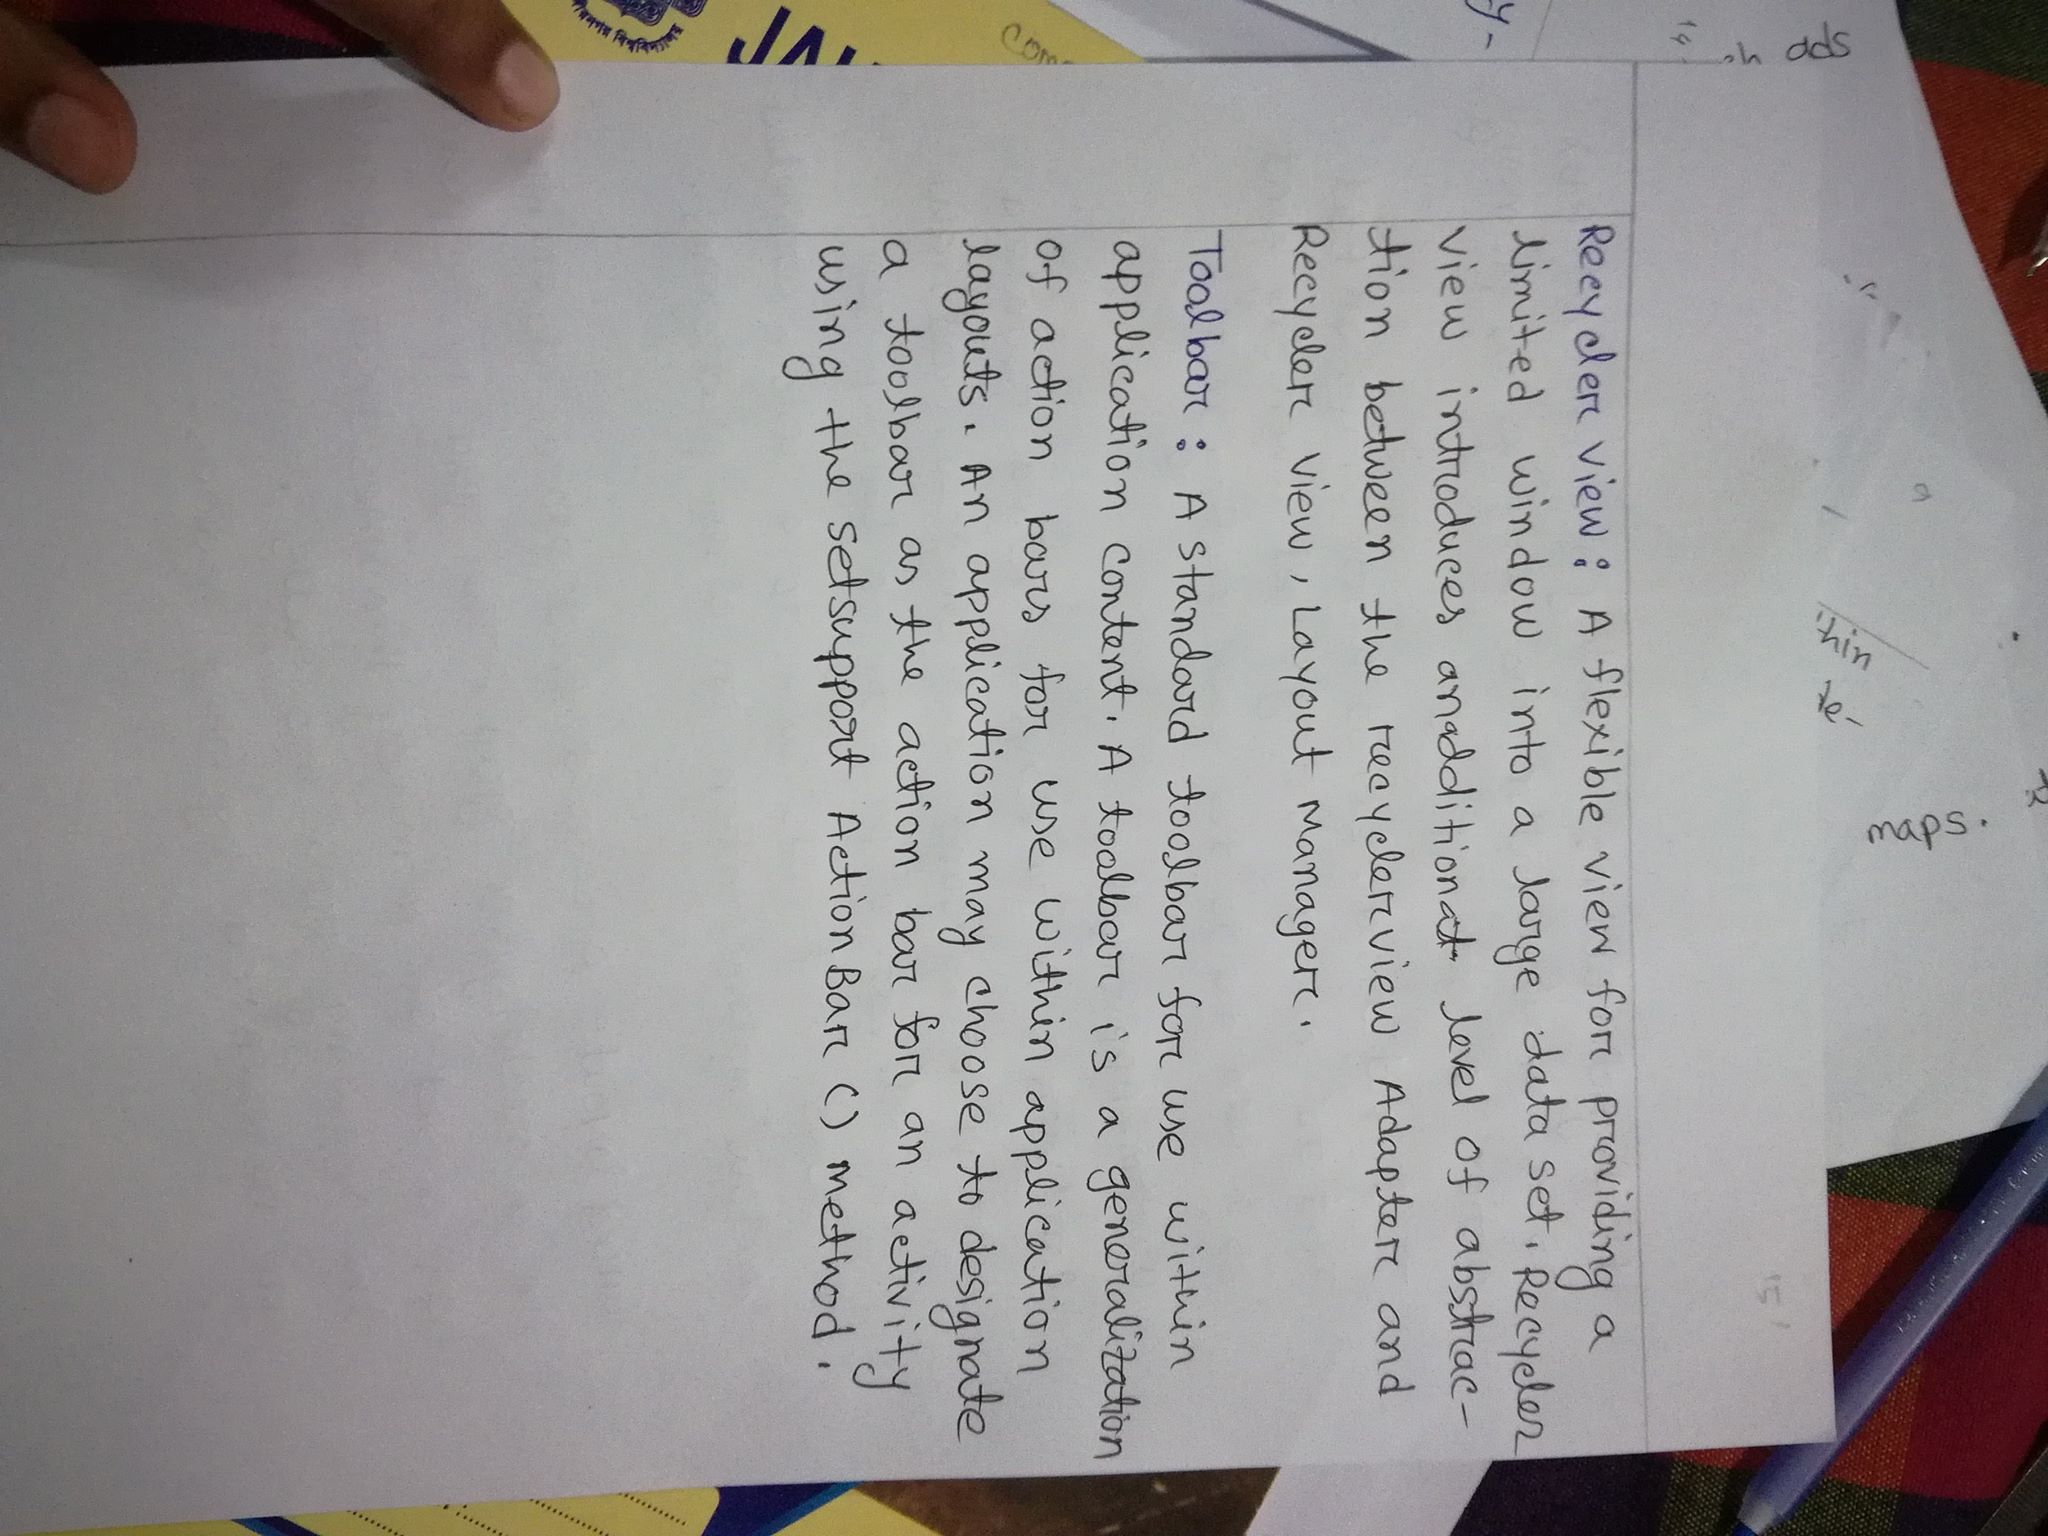 Recycler view: A flexible view for providing a
limited window into a large data set. Recycler
view introduces anadditional level of abstrac-
tion between the recyclerview Adapter and
Recycler view, Layout Manager.
Toolbar: A standard toolbar for use within
application content. A toolbar is a generalization
of action bars for use within application
layouts. An application may choose to designate
a toolbar as the action bar for an activity
using the setsupport ActionBar () method.
ads
maps.